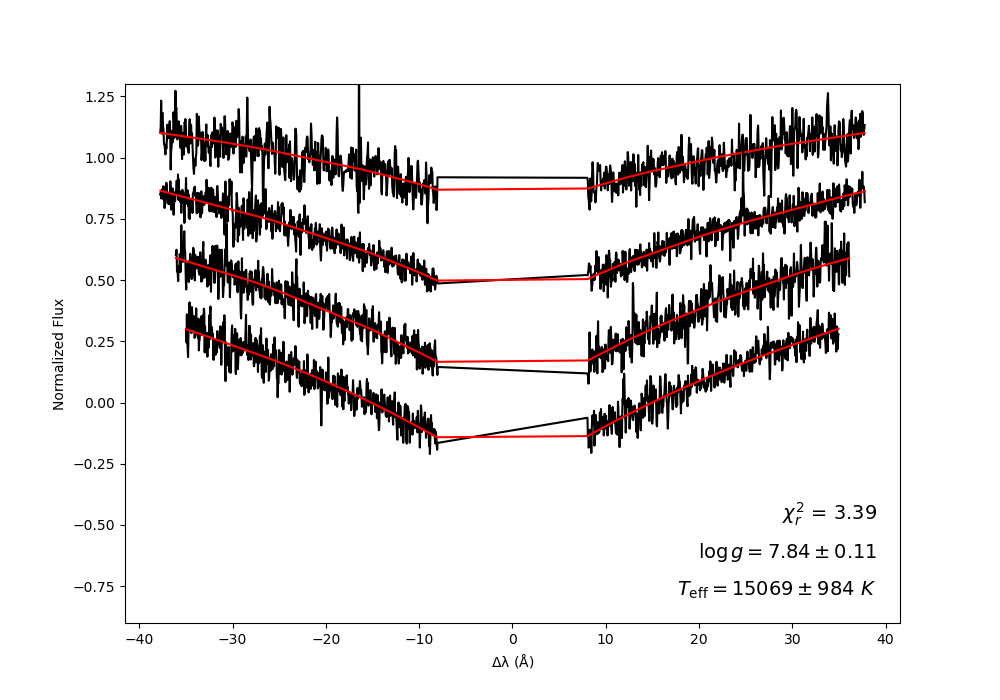 Normalized Flux
1.25
1.00
0.75
0.50
0.25
0.00
−0.25
−0.50
−0.75
χ²ᵣ = 3.39
log g = 7.84 ± 0.11
T_eff = 15069 ± 984 K
−40 −30 −20 −10 0 10 20 30 40
Δλ (Å)